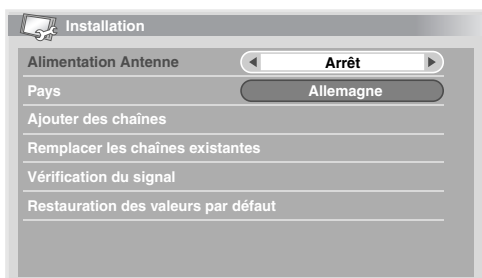 Installation
Alimentation Antenne Arrêt
Pays Allemagne
Ajouter des chaînes
Remplacer les chaînes existantes
Vérification du signal
Restauration des valeurs par défaut